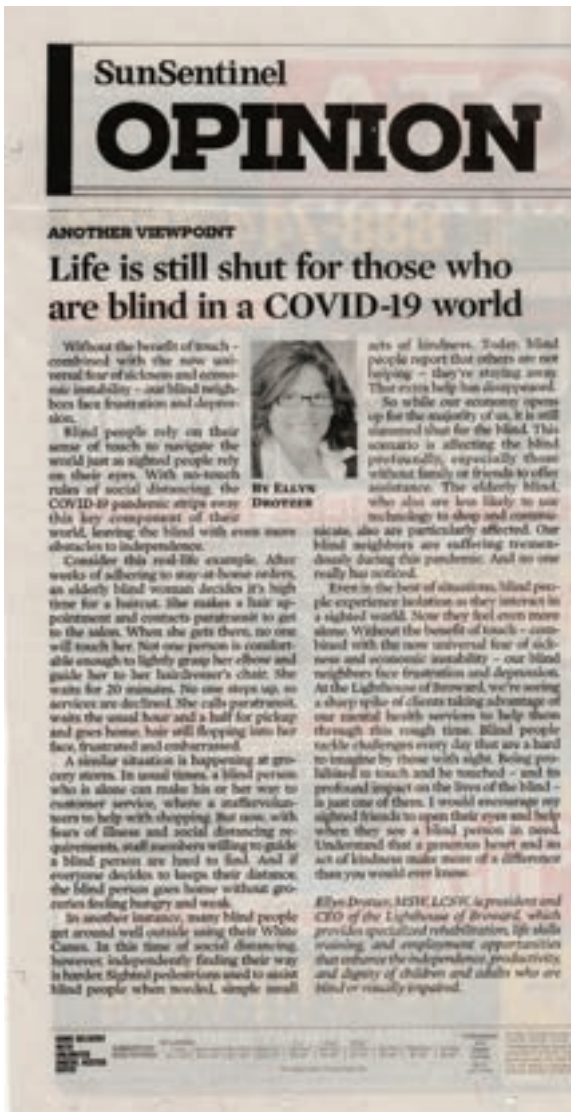 SunSentinel
OPINION
ANOTHER VIEWPOINT
Life is still shut for those who
are blind in a COVID-19 world
Without the benefit of touch –
combined with the now uni-
versal fear of sickness and econo-
mic instability – our blind neigh-
bors face frustration and depres-
sion.
Blind people rely on their
sense of touch to navigate the
world just as sighted people rely
on their eyes. With no-touch
rules of social distancing, the
COVID-19 pandemic strips away
this key component of their
world, leaving the blind with even more
obstacles to independence.
Consider this real-life example. After
weeks of adhering to stay-at-home orders,
an elderly blind woman decides it's high
time for a haircut. She makes a hair ap-
pointment and contacts paratransit to get
to the salon. When she gets there, no one
will touch her. Not one person is comfort-
able enough to lightly grasp her elbow and
guide her to her hairdresser's chair. She
waits for 20 minutes. No one steps up, so
services are declined. She calls paratransit,
waits the usual hour and a half for pickup
and goes home, hair still flopping into her
face, frustrated and embarrassed.
A similar situation is happening at gro-
cery stores. In usual times, a blind person
who is alone can make his or her way to
customer service, where a staffer/volun-
teers to help with shopping. But now, with
fears of illness and social distancing re-
quirements, staff members willing to guide
a blind person are hard to find. And if
everyone decides to keeps their distance,
the blind person goes home without gro-
ceries feeling hungry and weak.
In another instance, many blind people
get around well outside using their White
Canes. In this time of social distancing,
however, independently finding their way
is harder. Sighted pedestrians used to assist
blind people when needed, simple small
BY ELLYN
DROTZER
acts of kindness. Today, blind
people report that others are not
helping – they're staying away.
That extra help has disappeared.
So while our economy opens
up for the majority of us, it is still
slammed shut for the blind. This
scenario is affecting the blind
profoundly, especially those
without family or friends to offer
assistance. The elderly blind,
who also are less likely to use
technology to shop and commu-
nicate, also are particularly affected. Our
blind neighbors are suffering tremen-
dously during this pandemic. And no one
really has noticed.
Even in the best of situations, blind peo-
ple experience isolation as they interact in
a sighted world. Now they feel even more
alone. Without the benefit of touch – com-
bined with the now universal fear of sick-
ness and economic instability – our blind
neighbors face frustration and depression.
At the Lighthouse of Broward, we're seeing
a sharp spike of clients taking advantage of
our mental health services to help them
through this rough time. Blind people
tackle challenges every day that are a hard
to imagine by those with sight. Being pro-
hibited to touch and be touched – and its
profound impact on the lives of the blind –
is just one of them. I would encourage my
sighted friends to open their eyes and help
when they see a blind person in need.
Understand that a generous heart and an
act of kindness make more of a difference
than you would ever know.
Ellyn Drotzer, MSW, LCSW, is president and
CEO of the Lighthouse of Broward, which
provides specialized rehabilitation, life skills
training, and employment opportunities
that enhance the independence, productivity,
and dignity of children and adults who are
blind or visually impaired.